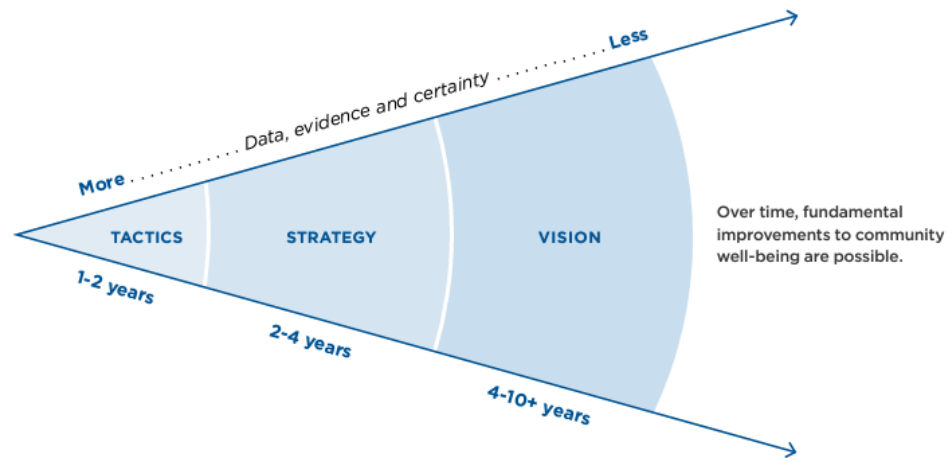 Less
Data, evidence and certainty
More
TACTICS
STRATEGY
VISION
Over time, fundamental
improvements to community
well-being are possible.
1-2 years
2-4 years
4-10+ years